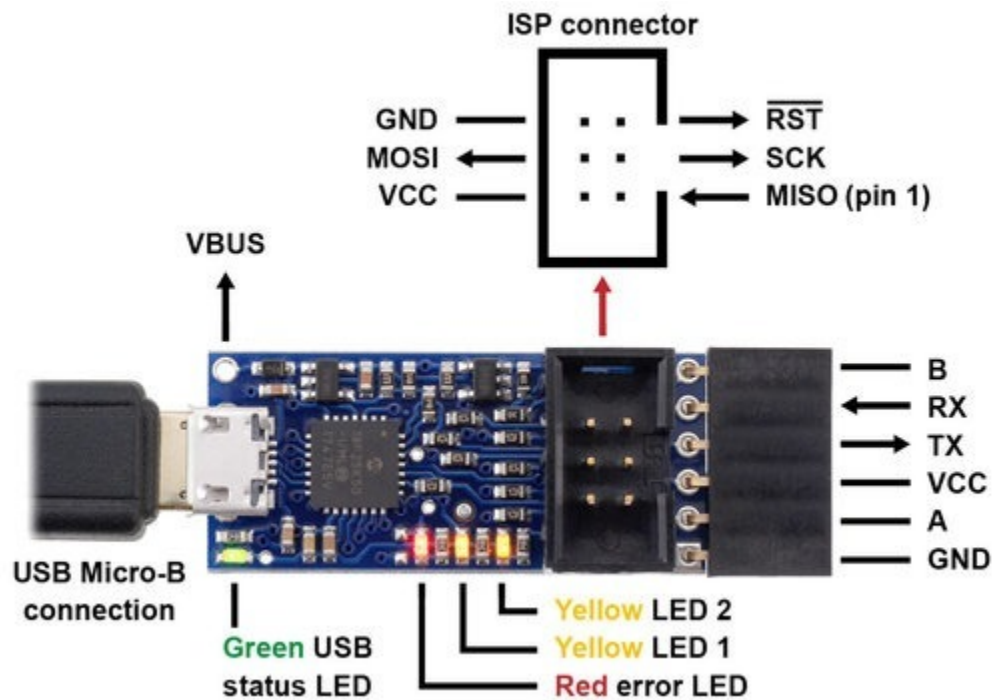 ISP connector
GND
RST
MOSI
SCK
VCC
MISO (pin 1)
VBUS
B
RX
TX
VCC
A
GND
USB Micro-B
connection
Yellow LED 2
Yellow LED 1
Green USB
status LED
Red error LED